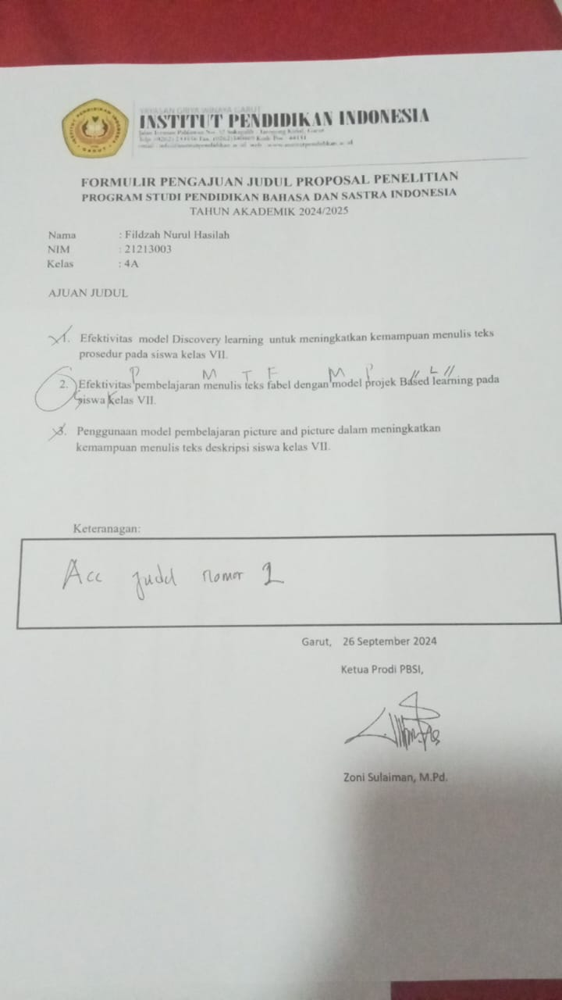 YAYASAN GRIYA WINAYA GARUT
INSTITUT PENDIDIKAN INDONESIA
FORMULIR PENGAJUAN JUDUL PROPOSAL PENELITIAN
PROGRAM STUDI PENDIDIKAN BAHASA DAN SASTRA INDONESIA
TAHUN AKADEMIK 2024/2025
Nama : Fildzah Nurul Hasilah
NIM : 21213003
Kelas : 4A
AJUAN JUDUL
1. Efektivitas model Discovery learning untuk meningkatkan kemampuan menulis teks
prosedur pada siswa kelas VII.
P M T F M P L
2. Efektivitas pembelajaran menulis teks fabel dengan model projek Based learning pada
siswa kelas VII.
3. Penggunaan model pembelajaran picture and picture dalam meningkatkan
kemampuan menulis teks deskripsi siswa kelas VII.
Keteranagan:
Acc judul nomor 2
Garut, 26 September 2024
Ketua Prodi PBSI,
Zoni Sulaiman, M.Pd.